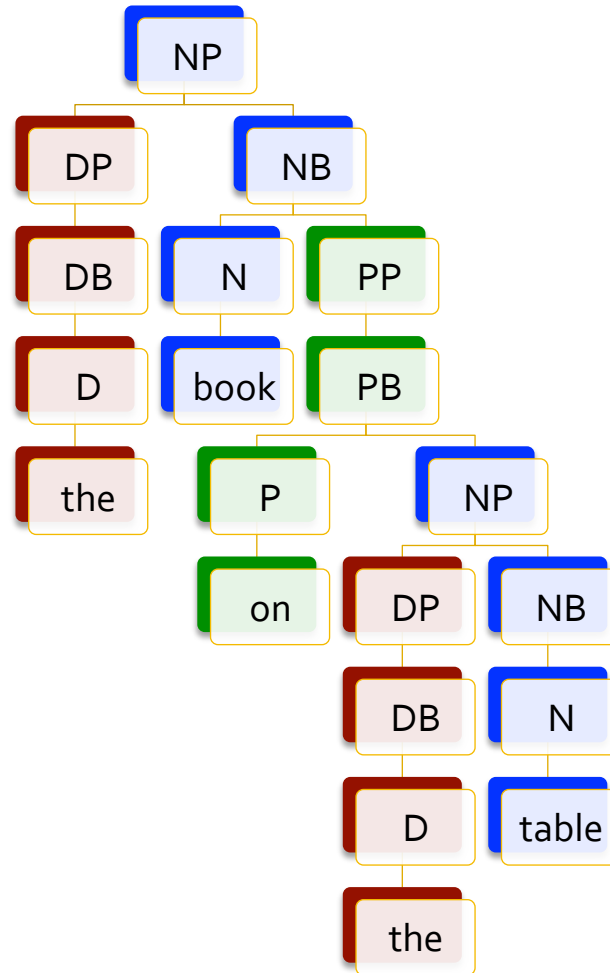 NP
DP NB
DB N PP
D book PB
the P NP
on DP NB
DB N
D table
the